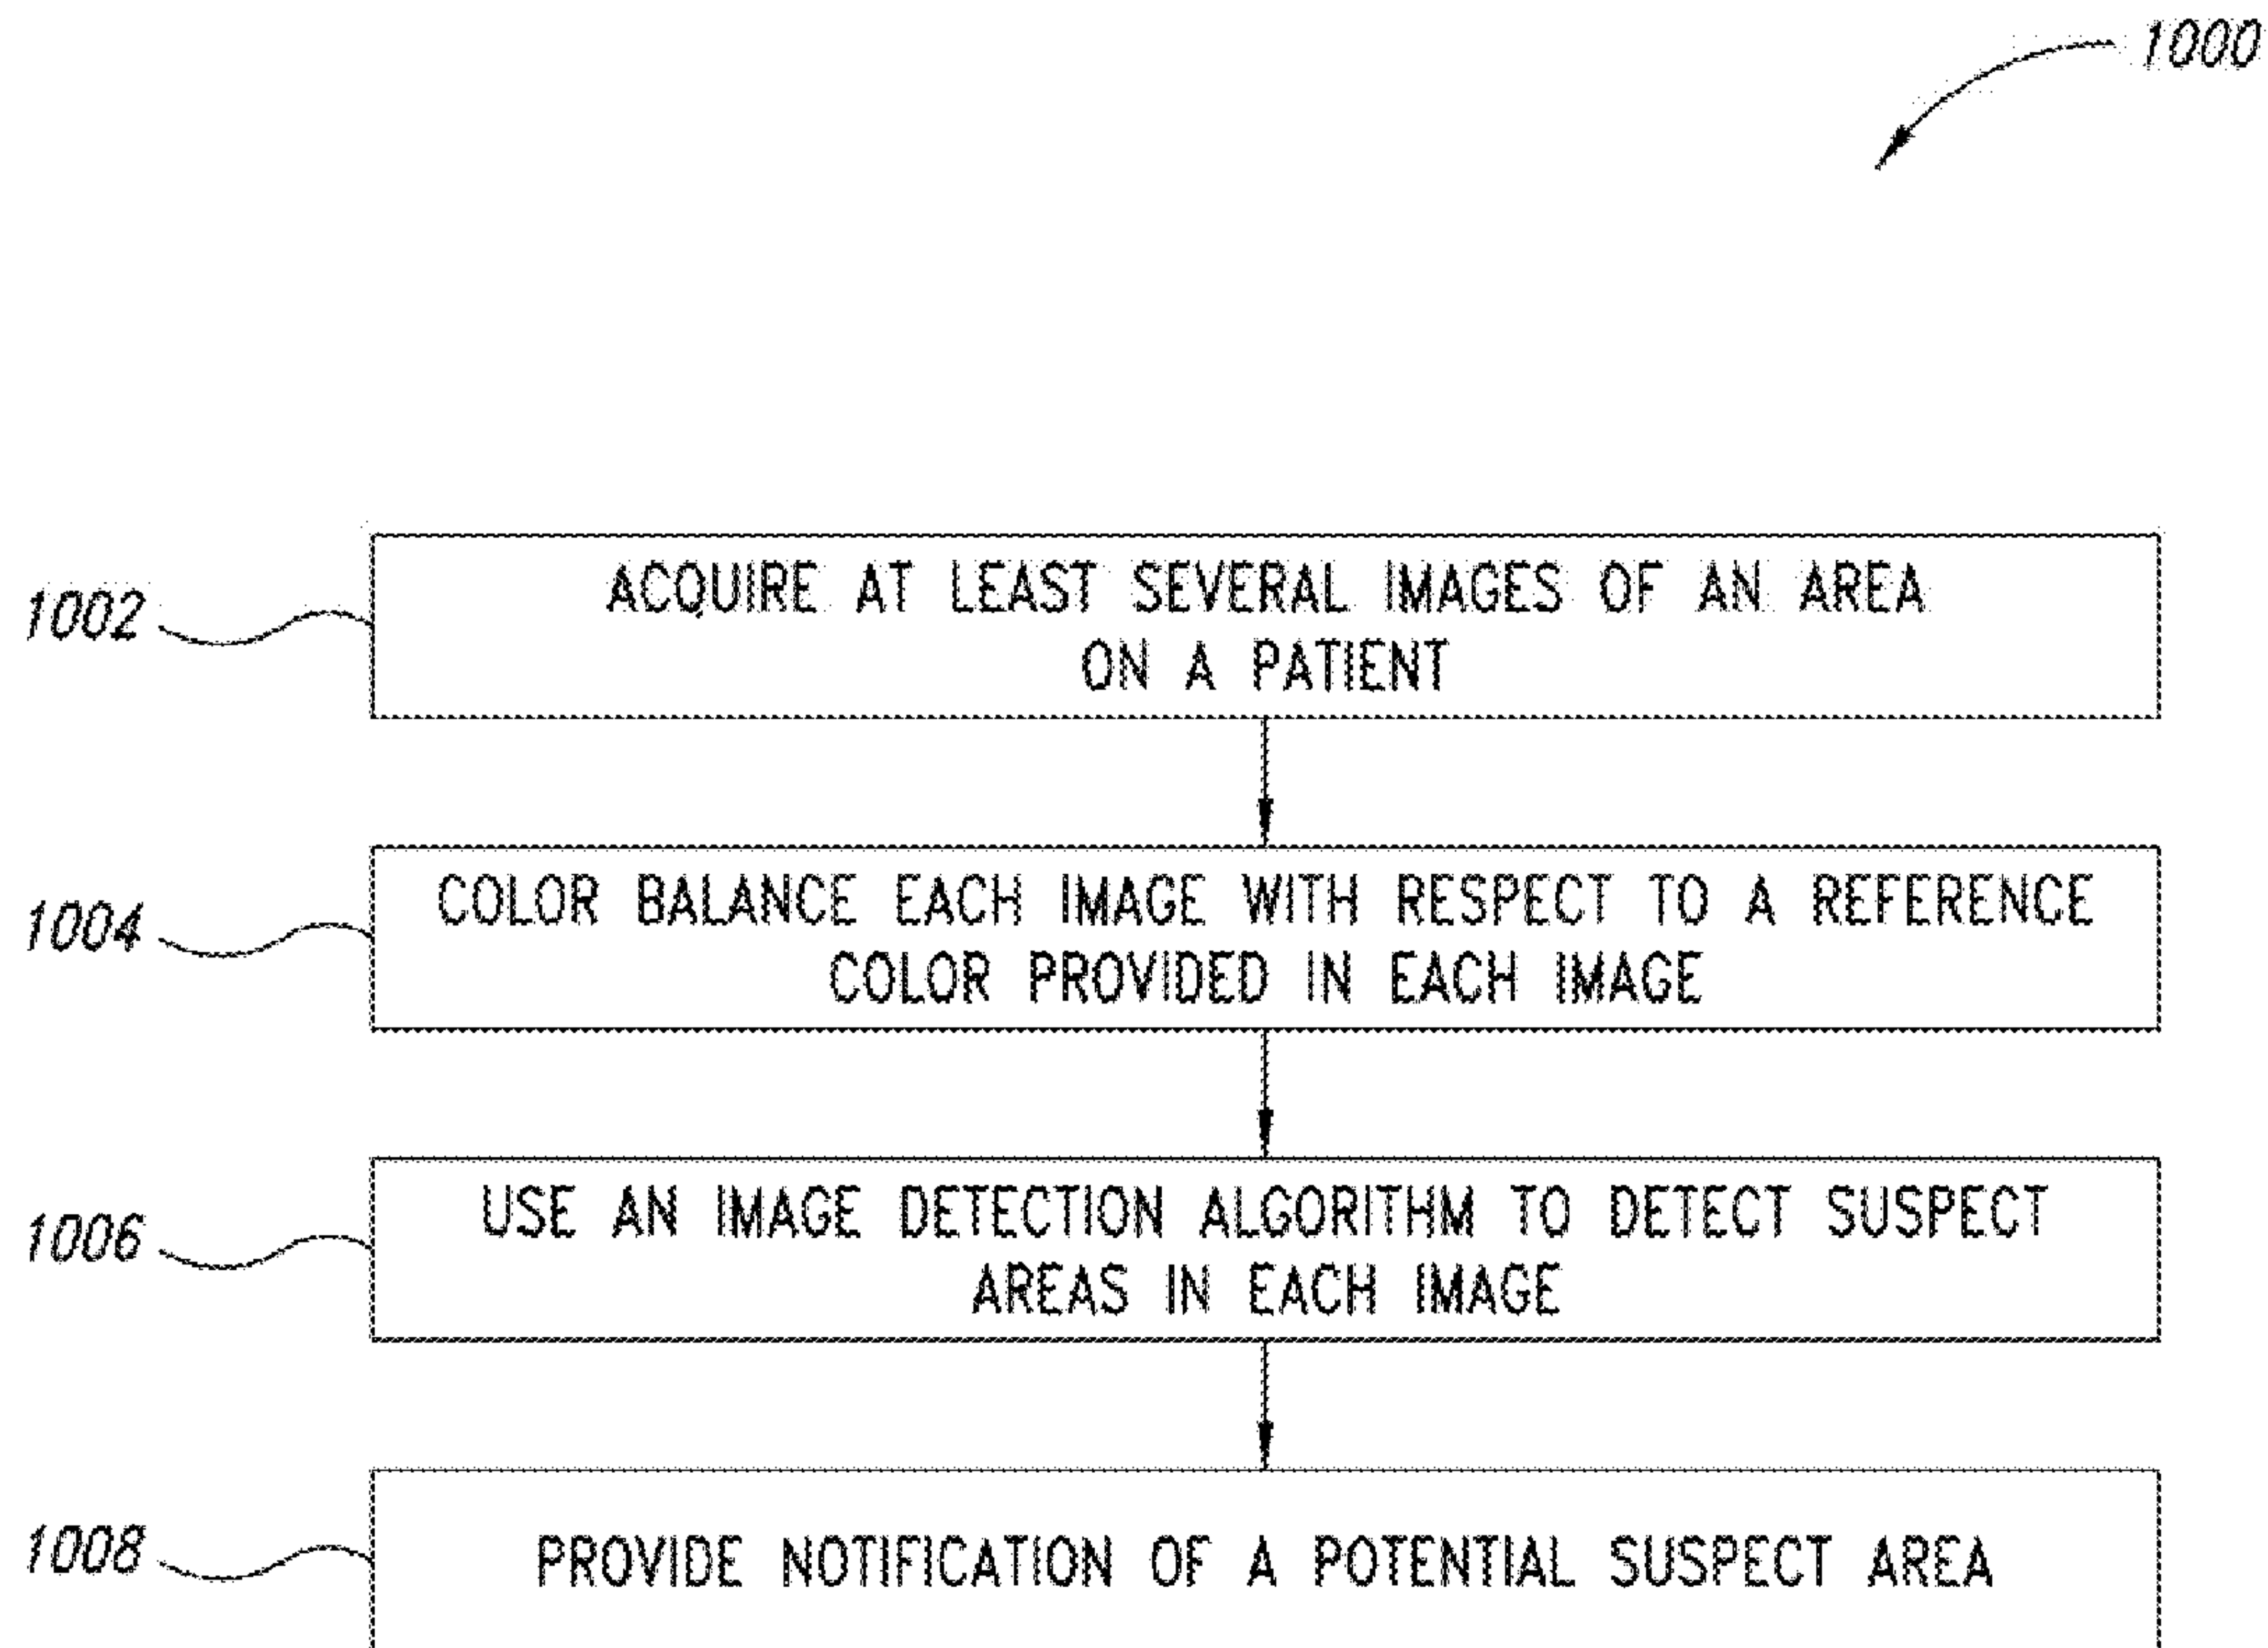 1000
1002
ACQUIRE AT LEAST SEVERAL IMAGES OF AN AREA
ON A PATIENT
1004
COLOR BALANCE EACH IMAGE WITH RESPECT TO A REFERENCE
COLOR PROVIDED IN EACH IMAGE
1006
USE AN IMAGE DETECTION ALGORITHM TO DETECT SUSPECT
AREAS IN EACH IMAGE
1008
PROVIDE NOTIFICATION OF A POTENTIAL SUSPECT AREA